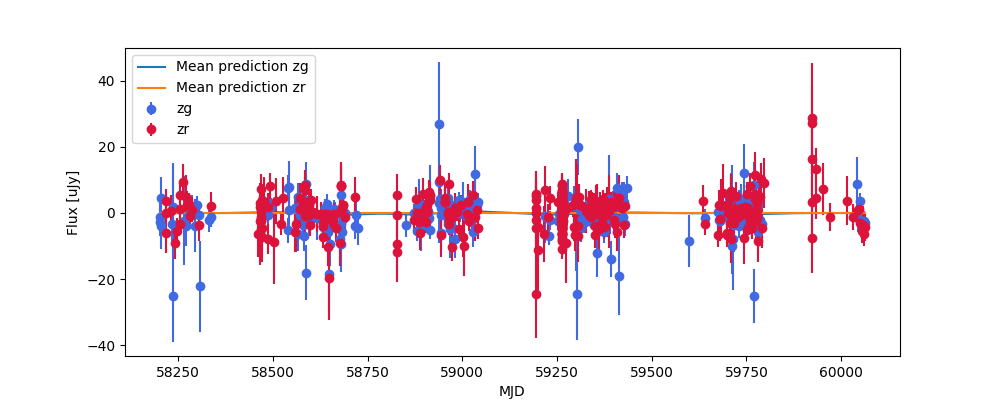 Mean prediction zg
Mean prediction zr
zg
zr
Flux [uJy]
40
20
0
−20
−40
58250
58500
58750
59000
59250
59500
59750
60000
MJD